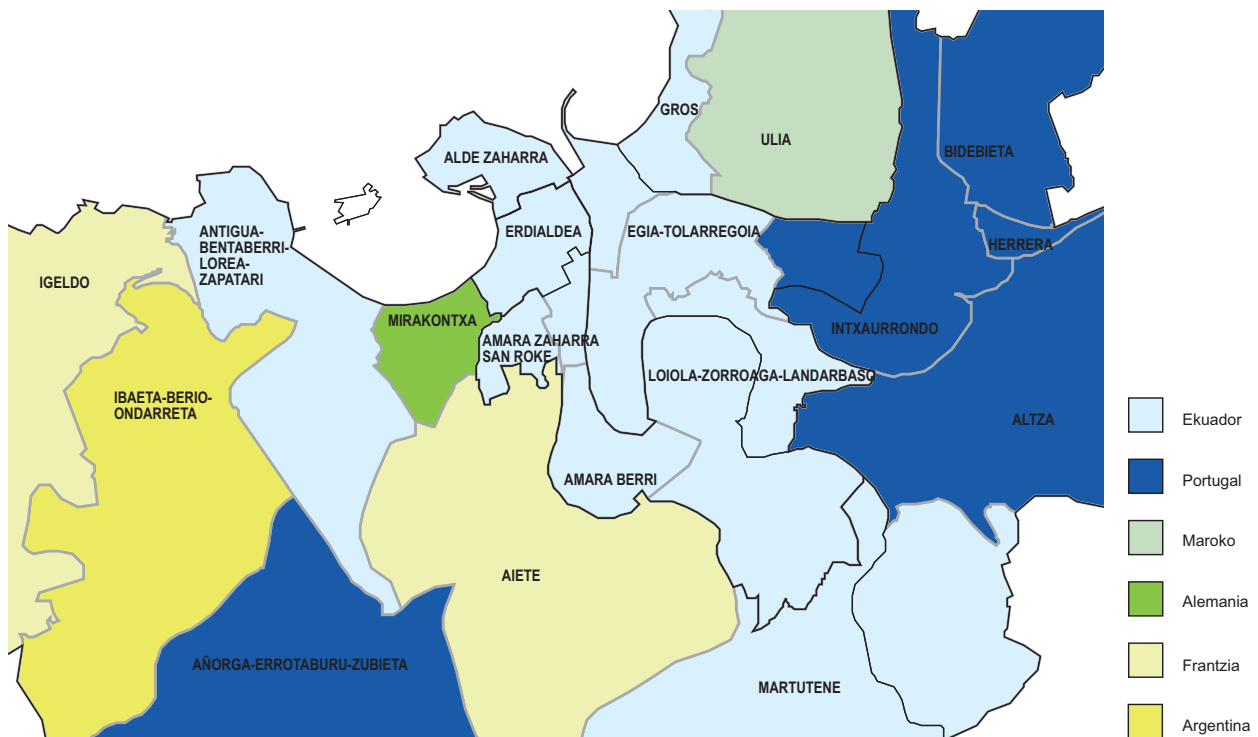 GROS
ULIA
BIDEBIETA
ALDE ZAHARRA
ANTIGUA-
BENTABERRI-
LOREA-
ZAPATARI
ERDIALDEA
EGIA-TOLARREGOIA
HERRERA
IGELDO
MIRAKONTXA
INTXAURRONDO
AMARA ZAHARRA
SAN ROKE
LOIOLA-ZORROAGA-LANDARBASO
IBAETA-BERIO-
ONDARRETA
ALTZA
AMARA BERRI
AIETE
AÑORGA-ERROTABURU-ZUBIETA
MARTUTENE
Ekuador
Portugal
Maroko
Alemania
Frantzia
Argentina